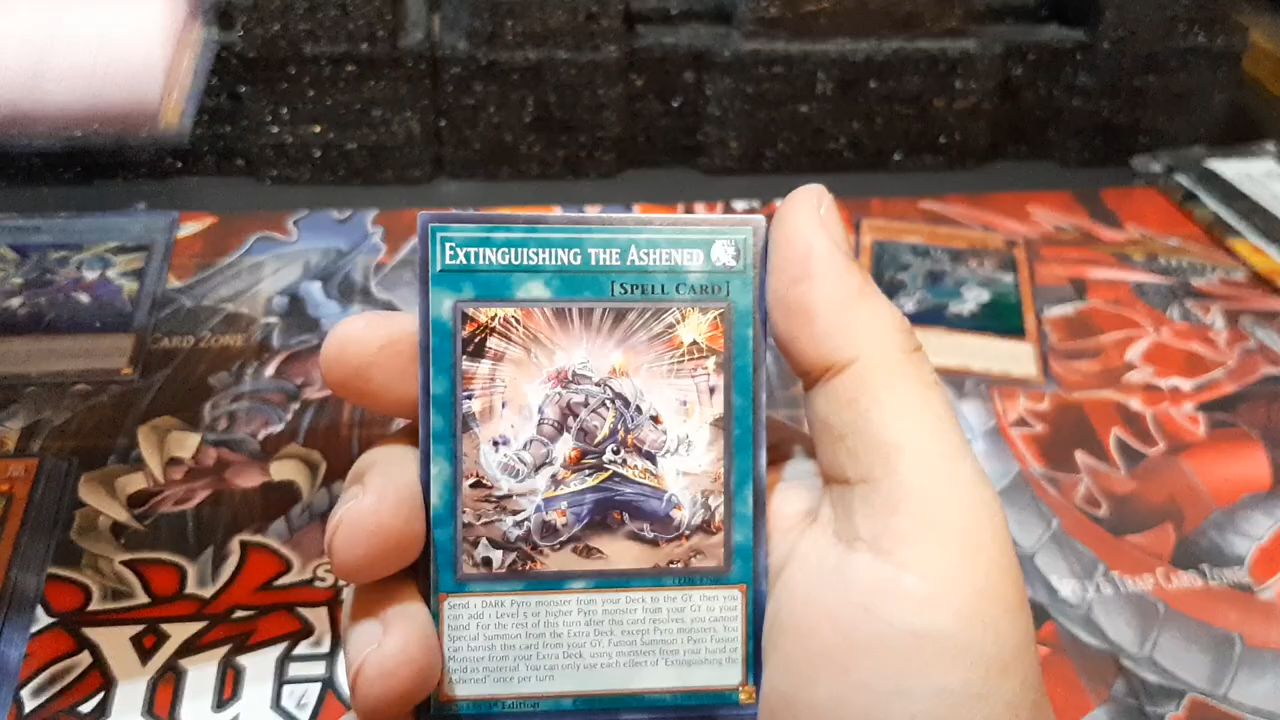 EXTINGUISHING THE ASHENED
[SPELL CARD]
CARD ZONE
Send 1 DARK Pyro monster from your Deck to the GY, then you
can add 1 Level 5 or higher Pyro monster from your GY to your
hand. For the rest of this turn after this card resolves, you cannot
Special Summon from the Extra Deck, except Pyro monsters. You
can banish this card from your GY; Fusion Summon 1 Pyro Fusion
Monster from your Extra Deck, using monsters from your hand or
field as material. You can only use each effect of "Extinguishing the
Ashened" once per turn.
1st Edition
TRAP CARD ZONE